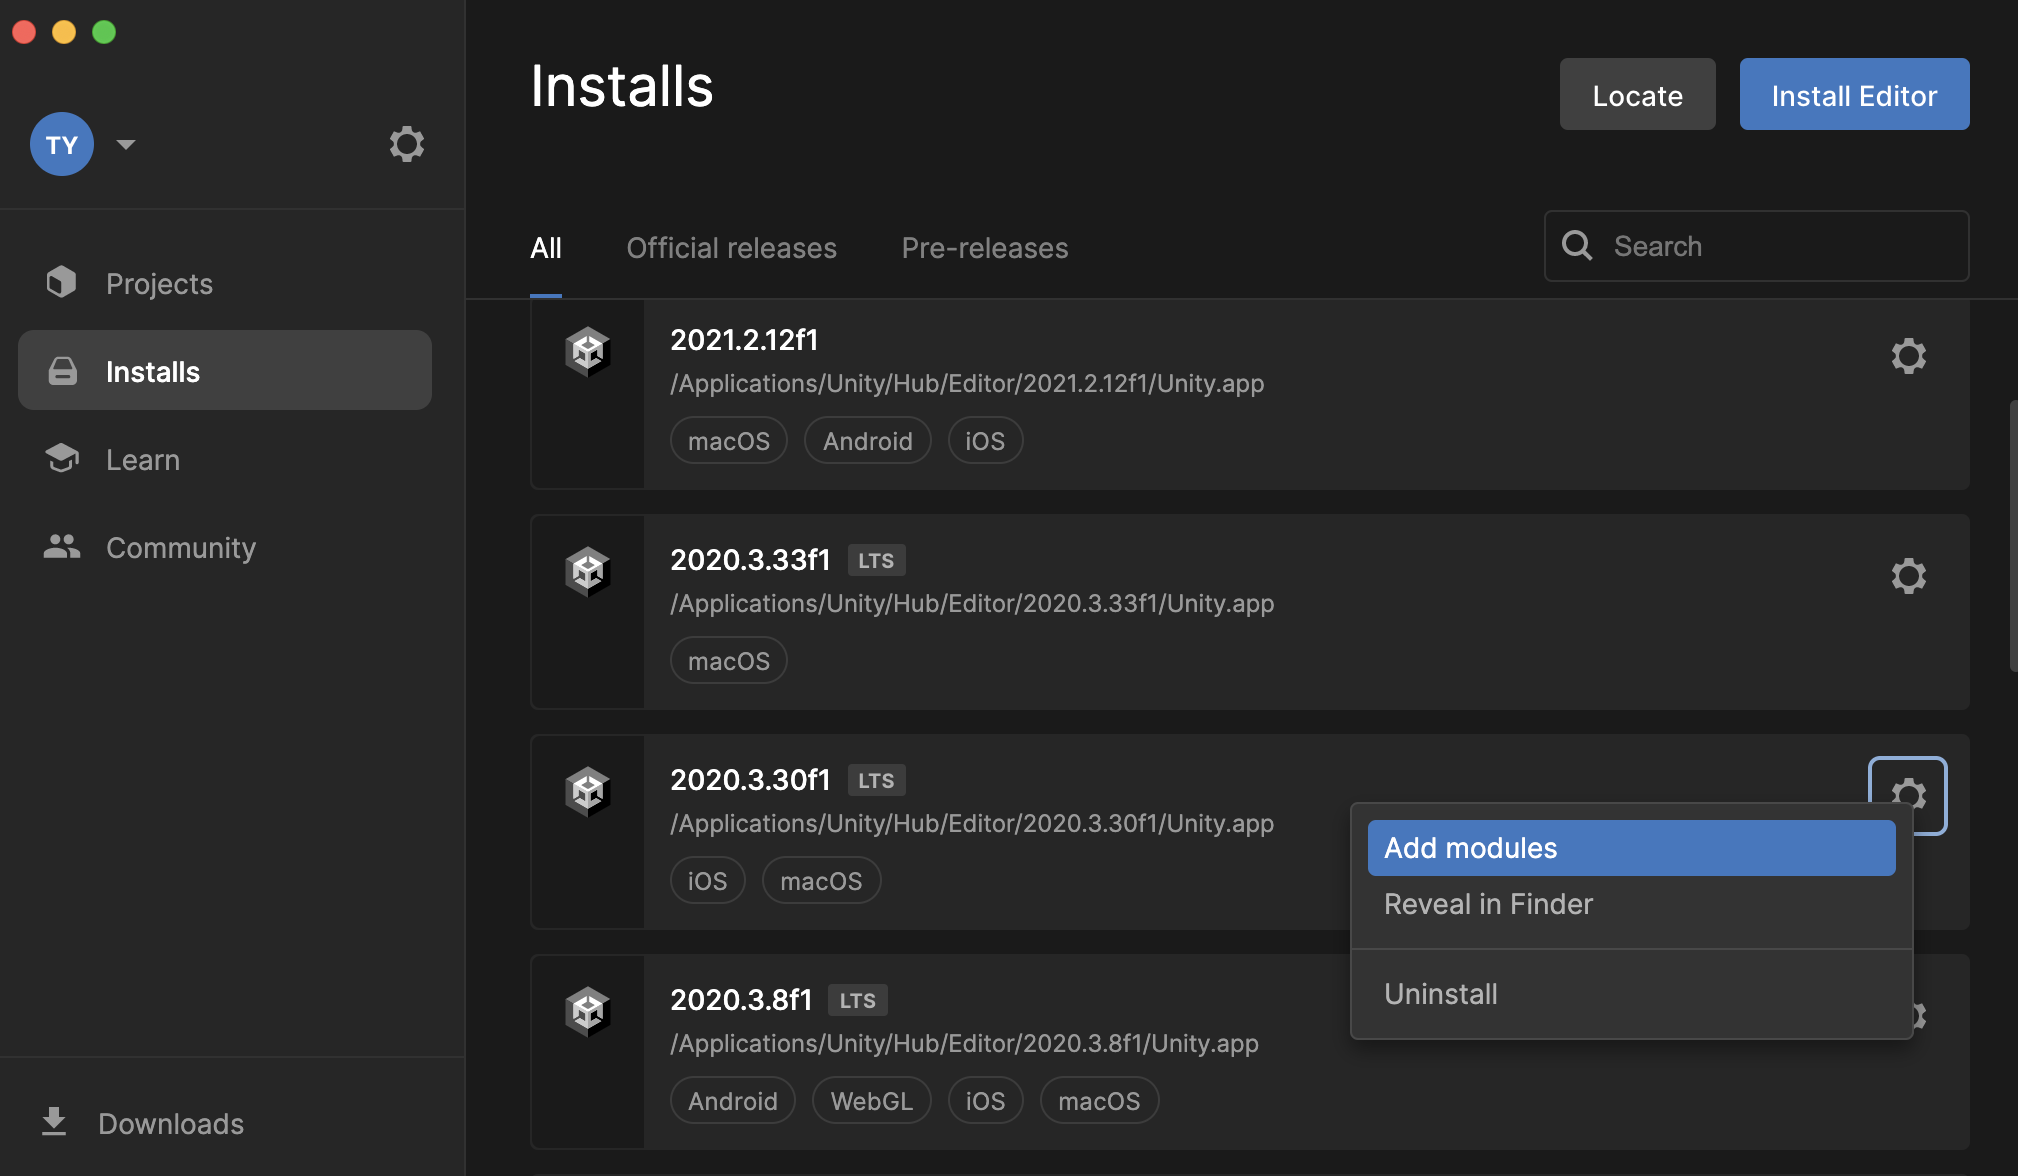 TY
Projects
Installs
Learn
Community
Downloads
Installs
Locate
Install Editor
All
Official releases
Pre-releases
Search
2021.2.12f1
/Applications/Unity/Hub/Editor/2021.2.12f1/Unity.app
macOS
Android
iOS
2020.3.33f1 LTS
/Applications/Unity/Hub/Editor/2020.3.33f1/Unity.app
macOS
2020.3.30f1 LTS
/Applications/Unity/Hub/Editor/2020.3.30f1/Unity.app
iOS
macOS
Add modules
Reveal in Finder
Uninstall
2020.3.8f1 LTS
/Applications/Unity/Hub/Editor/2020.3.8f1/Unity.app
Android
WebGL
iOS
macOS